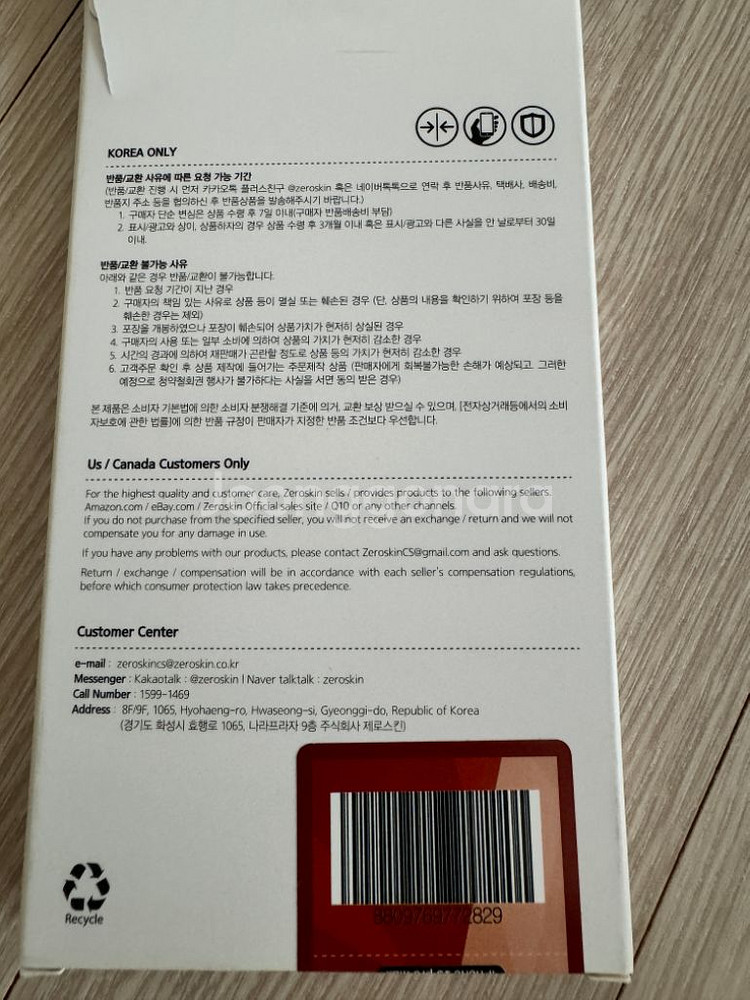 KOREA ONLY
반품/교환 사유에 따른 요청 가능 기간
(반품/교환 진행 시 먼저 카카오톡 플러스친구 @zeroskin 혹은 네이버톡톡으로 연락 후 반품사유, 택배사, 배송비,
반품지 주소 등을 협의하신 후 반품상품을 발송해주시기 바랍니다.)
1. 구매자 단순 변심은 상품 수령 후 7일 이내(구매자 반품배송비 부담)
2. 표시/광고와 상이, 상품하자의 경우 상품 수령 후 3개월 이내 혹은 표시/광고와 다른 사실을 안 날로부터 30일
이내.
반품/교환 불가능 사유
아래와 같은 경우 반품/교환이 불가능합니다.
1. 반품 요청 기간이 지난 경우
2. 구매자의 책임 있는 사유로 상품 등이 멸실 또는 훼손된 경우 (단, 상품의 내용을 확인하기 위하여 포장 등을
훼손한 경우는 제외)
3. 포장을 개봉하였으나 포장이 훼손되어 상품가치가 현저히 상실된 경우
4. 구매자의 사용 또는 일부 소비에 의하여 상품의 가치가 현저히 감소한 경우
5. 시간의 경과에 의하여 재판매가 곤란할 정도로 상품 등의 가치가 현저히 감소한 경우
6. 고객주문 확인 후 상품 제작에 들어가는 주문제작 상품 (판매자에게 회복불가능한 손해가 예상되고, 그러한
예정으로 청약철회권 행사가 불가하다는 사실을 서면 동의 받은 경우)
본 제품은 소비자 기본법에 의한 소비자 분쟁해결 기준에 의거, 교환 보상 받으실 수 있으며, [전자상거래등에서의 소비
자보호에 관한 법률]에 의한 반품 규정이 판매자가 지정한 반품 조건보다 우선합니다.
Us / Canada Customers Only
For the highest quality and customer care, Zeroskin sells / provides products to the following sellers.
Amazon.com / eBay.com / Zeroskin Official sales site / Q10 or any other channels.
If you do not purchase from the specified seller, you will not receive an exchange / return and we will not
compensate you for any damage in use.
If you have any problems with our products, please contact ZeroskinCS@gmail.com and ask questions.
Return / exchange / compensation will be in accordance with each seller's compensation regulations,
before which consumer protection law takes precedence.
Customer Center
e-mail : zeroskincs@zeroskin.co.kr
Messenger : Kakaotalk : @zeroskin | Naver talktalk : zeroskin
Call Number : 1599-1469
Address : 8F/9F, 1065, Hyohaeng-ro, Hwaseong-si, Gyeonggi-do, Republic of Korea
(경기도 화성시 효행로 1065, 나라프라자 9층 주식회사 제로스킨)
8809769772829
Recycle